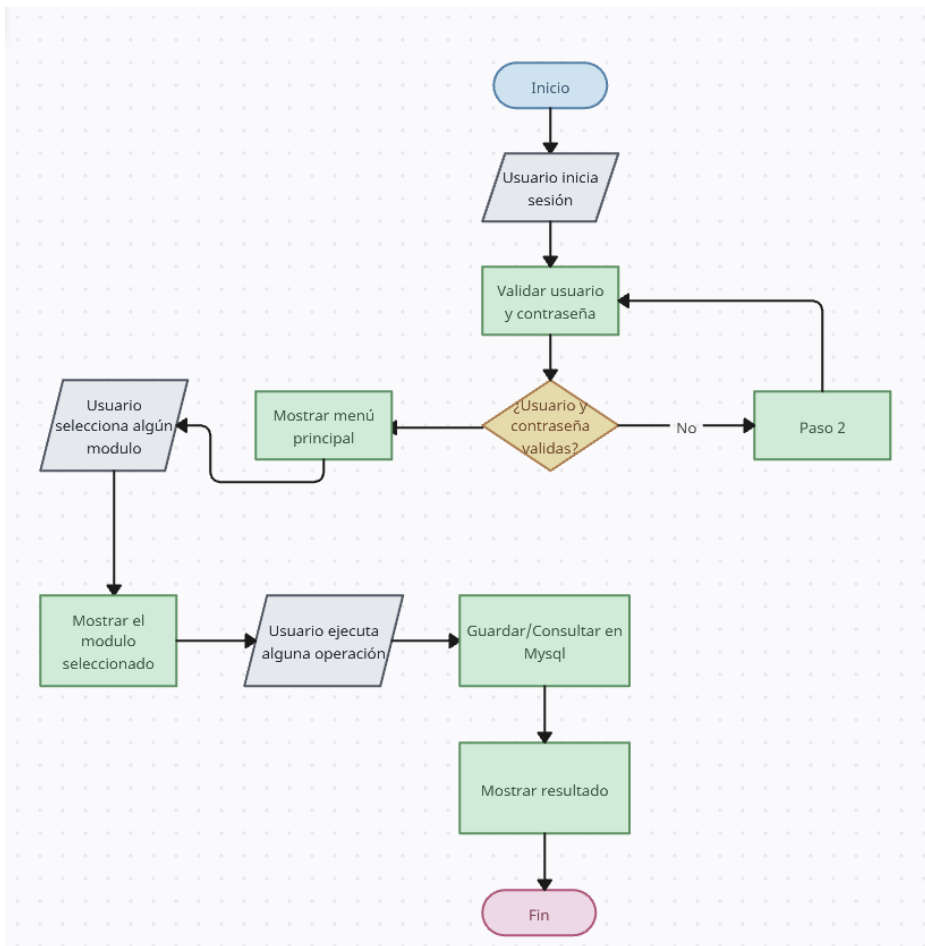 Inicio
Usuario inicia
sesión
Validar usuario
y contraseña
¿Usuario y
contraseña
validas?
No
Paso 2
Mostrar menú
principal
Usuario
selecciona algún
modulo
Mostrar el
modulo
seleccionado
Usuario ejecuta
alguna operación
Guardar/Consultar en
Mysql
Mostrar resultado
Fin